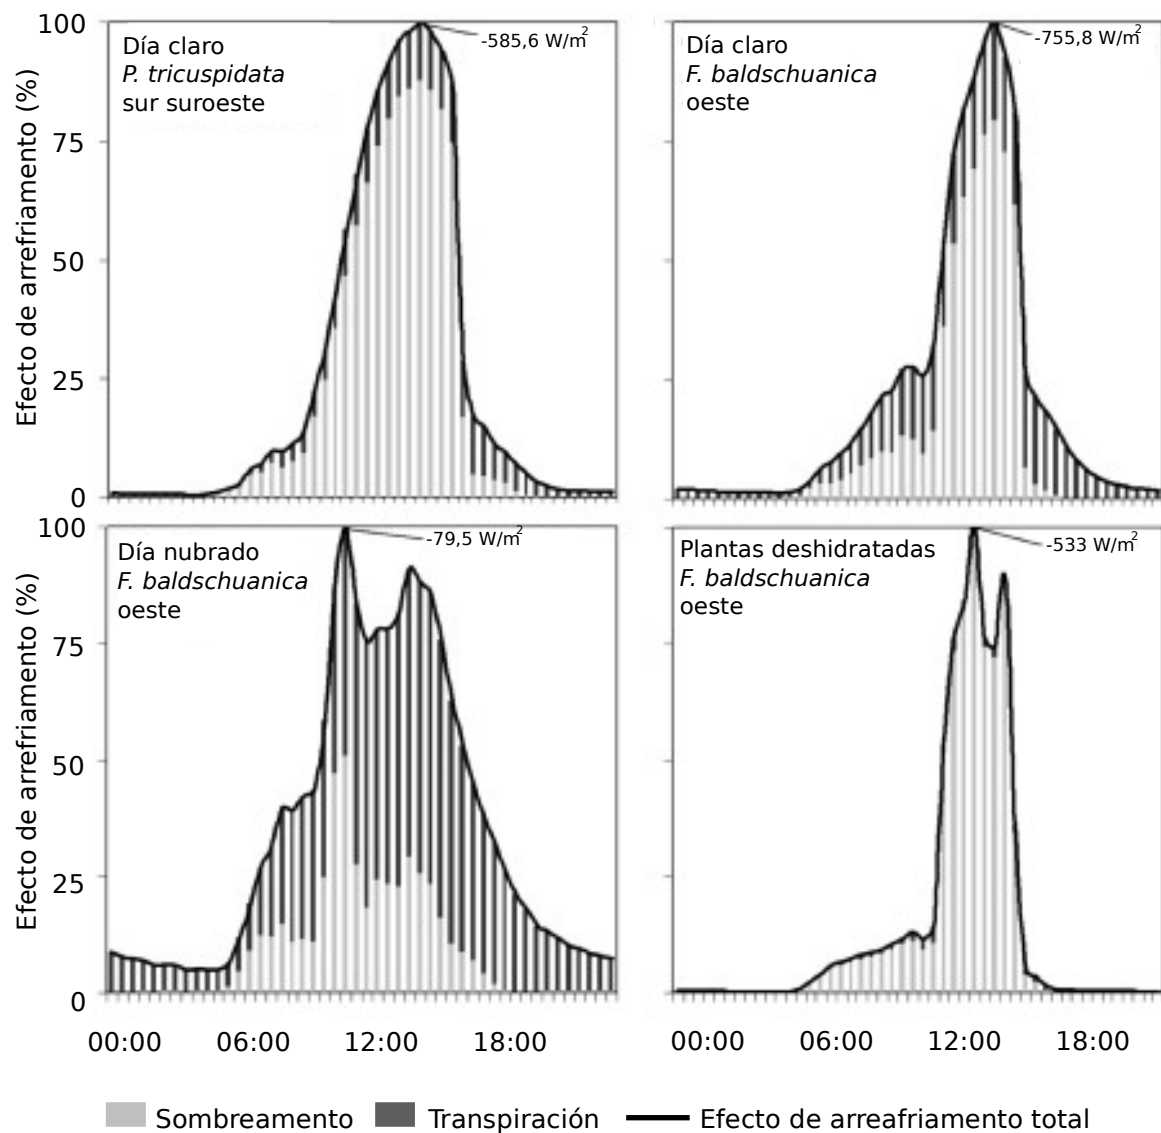 Efecto de arrefriamento (%)
100
75
50
25
0
Día claro
P. tricuspidata
sur suroeste
-585,6 W/m²
Día claro
F. baldschuanica
oeste
-755,8 W/m²
Efecto de arrefriamento (%)
100
75
50
25
0
Día nubrado
F. baldschuanica
oeste
-79,5 W/m²
Plantas deshidratadas
F. baldschuanica
oeste
-533 W/m²
00:00 06:00 12:00 18:00
00:00 06:00 12:00 18:00
Sombreamento Transpiración Efecto de arreafriamento total